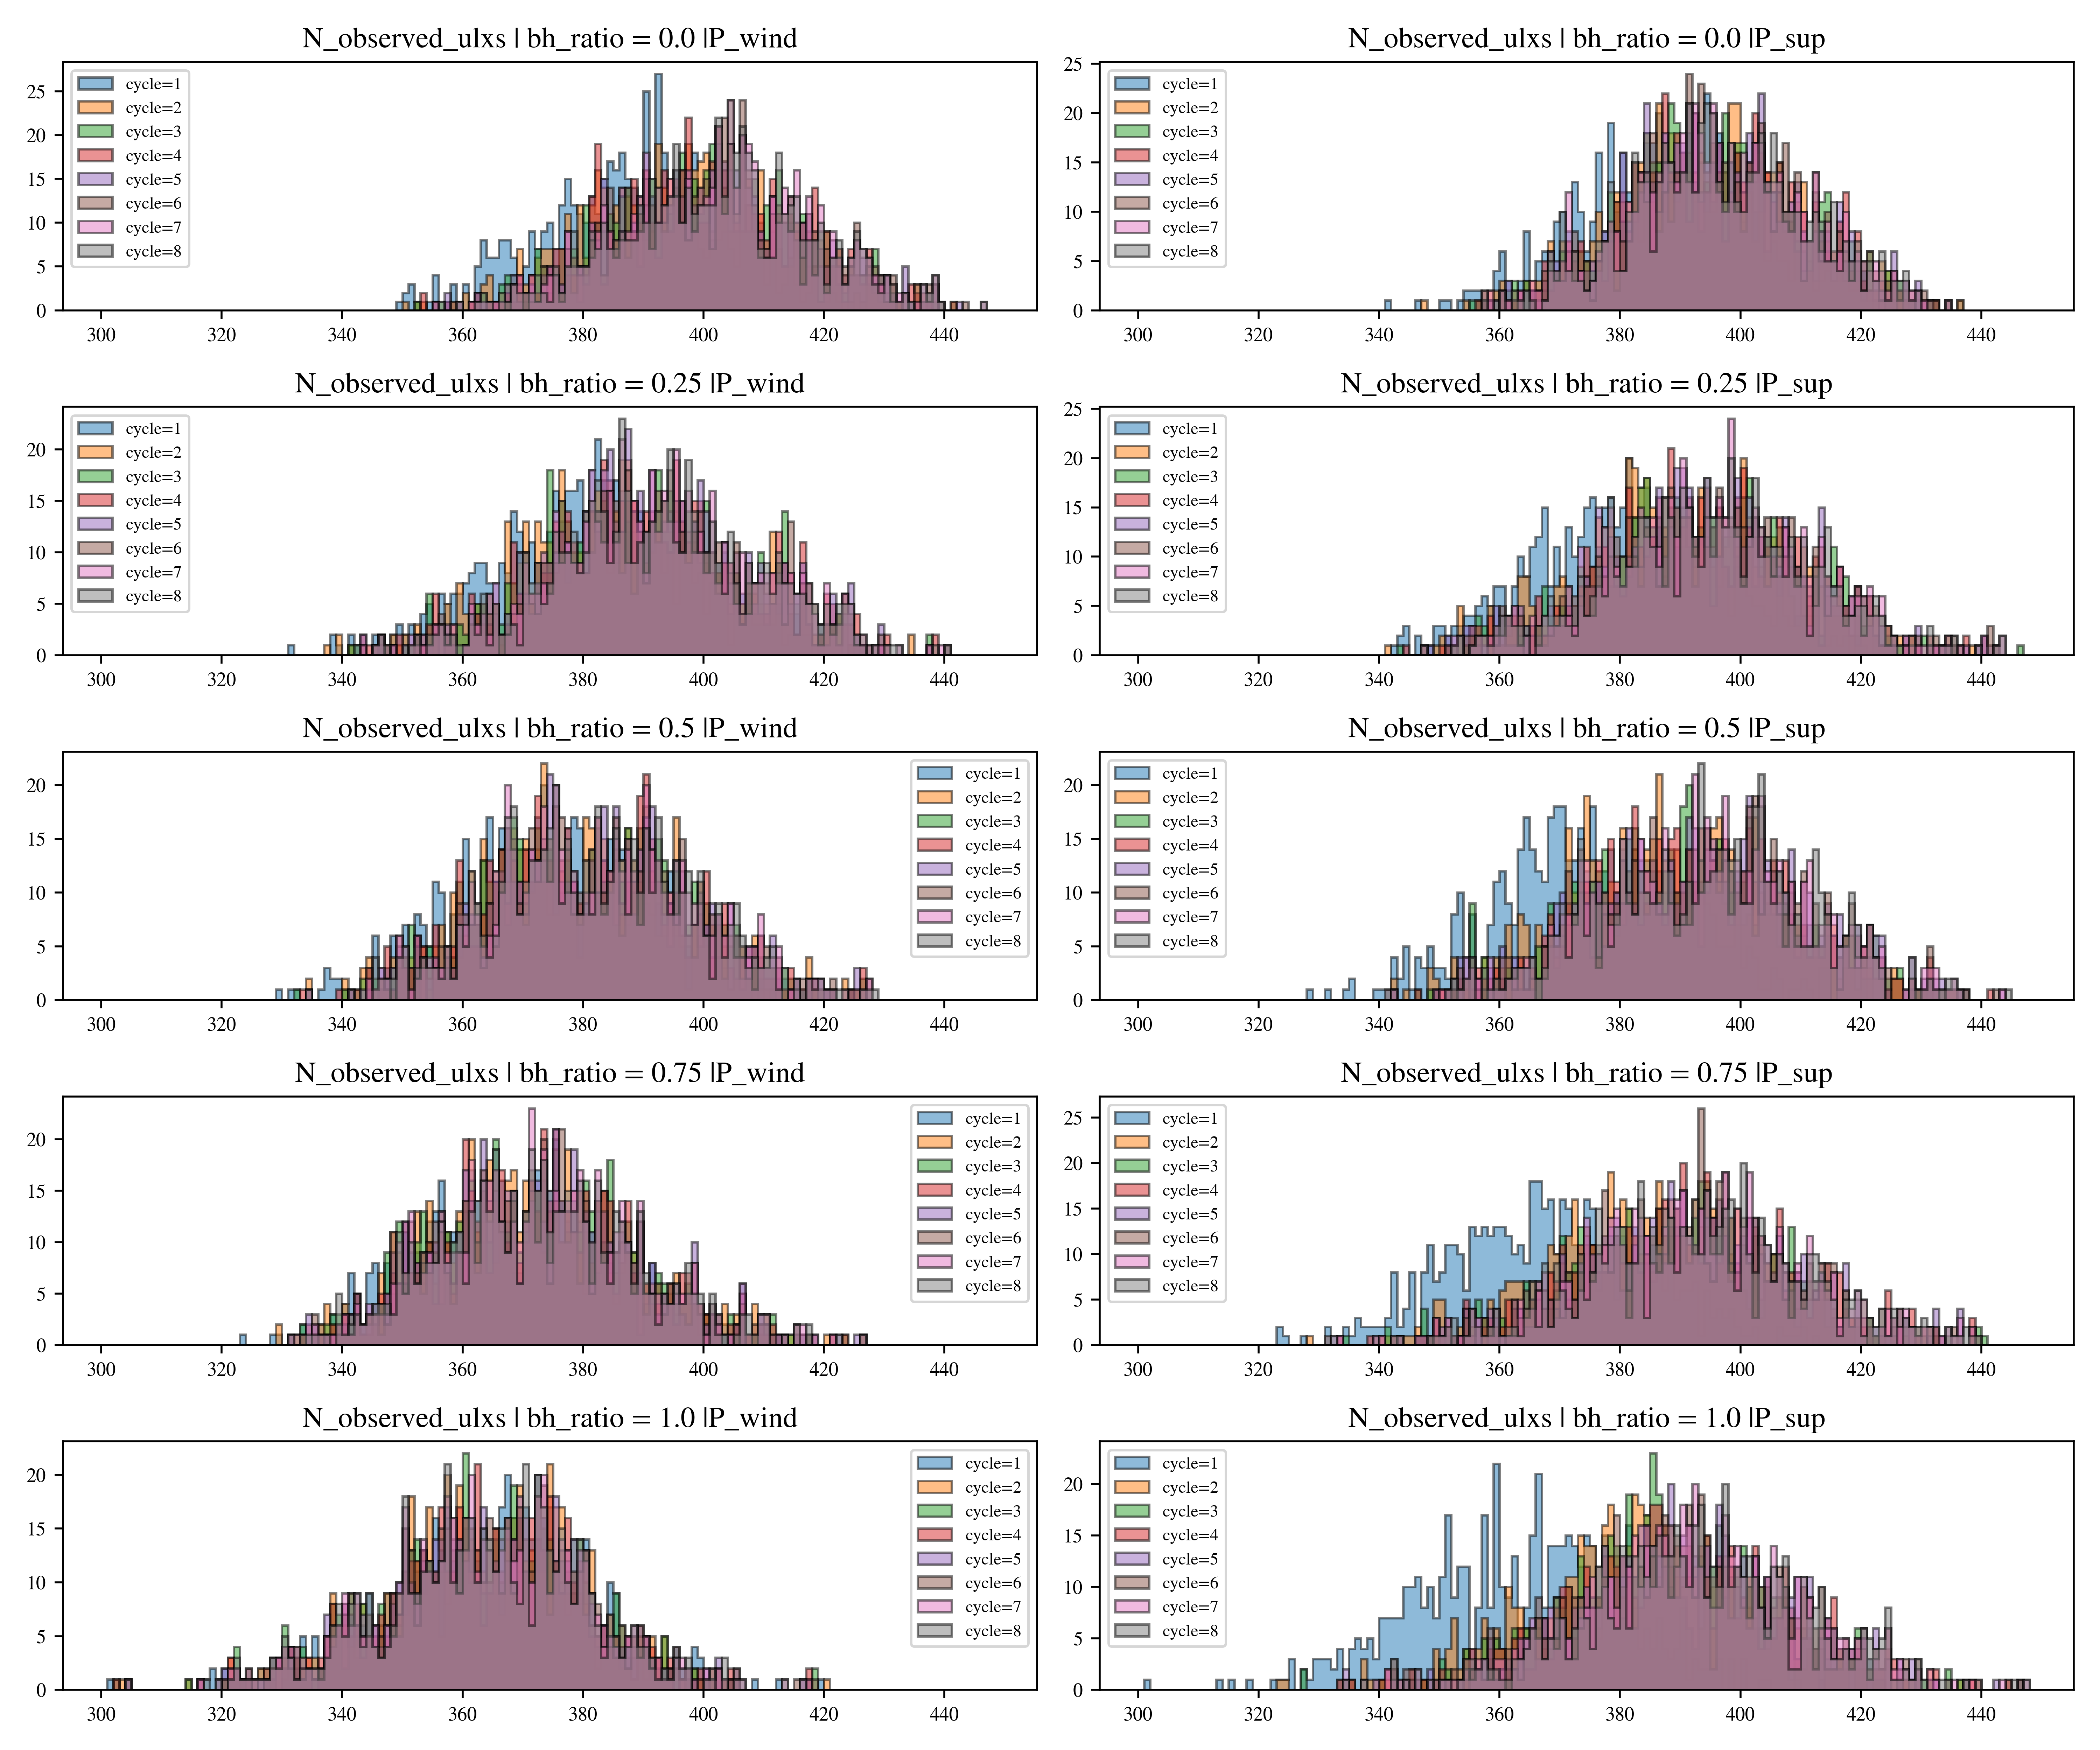 N_observed_ulxs | bh_ratio = 0.0 |P_wind
25
20
15
10
5
0
cycle=1
cycle=2
cycle=3
cycle=4
cycle=5
cycle=6
cycle=7
cycle=8
300 320 340 360 380 400 420 440
N_observed_ulxs | bh_ratio = 0.0 |P_sup
25
20
15
10
5
0
cycle=1
cycle=2
cycle=3
cycle=4
cycle=5
cycle=6
cycle=7
cycle=8
300 320 340 360 380 400 420 440
N_observed_ulxs | bh_ratio = 0.25 |P_wind
20
15
10
5
0
cycle=1
cycle=2
cycle=3
cycle=4
cycle=5
cycle=6
cycle=7
cycle=8
300 320 340 360 380 400 420 440
N_observed_ulxs | bh_ratio = 0.25 |P_sup
25
20
15
10
5
0
cycle=1
cycle=2
cycle=3
cycle=4
cycle=5
cycle=6
cycle=7
cycle=8
300 320 340 360 380 400 420 440
N_observed_ulxs | bh_ratio = 0.5 |P_wind
20
15
10
5
0
cycle=1
cycle=2
cycle=3
cycle=4
cycle=5
cycle=6
cycle=7
cycle=8
300 320 340 360 380 400 420 440
N_observed_ulxs | bh_ratio = 0.5 |P_sup
20
15
10
5
0
cycle=1
cycle=2
cycle=3
cycle=4
cycle=5
cycle=6
cycle=7
cycle=8
300 320 340 360 380 400 420 440
N_observed_ulxs | bh_ratio = 0.75 |P_wind
20
15
10
5
0
cycle=1
cycle=2
cycle=3
cycle=4
cycle=5
cycle=6
cycle=7
cycle=8
300 320 340 360 380 400 420 440
N_observed_ulxs | bh_ratio = 0.75 |P_sup
25
20
15
10
5
0
cycle=1
cycle=2
cycle=3
cycle=4
cycle=5
cycle=6
cycle=7
cycle=8
300 320 340 360 380 400 420 440
N_observed_ulxs | bh_ratio = 1.0 |P_wind
20
15
10
5
0
cycle=1
cycle=2
cycle=3
cycle=4
cycle=5
cycle=6
cycle=7
cycle=8
300 320 340 360 380 400 420 440
N_observed_ulxs | bh_ratio = 1.0 |P_sup
20
15
10
5
0
cycle=1
cycle=2
cycle=3
cycle=4
cycle=5
cycle=6
cycle=7
cycle=8
300 320 340 360 380 400 420 440